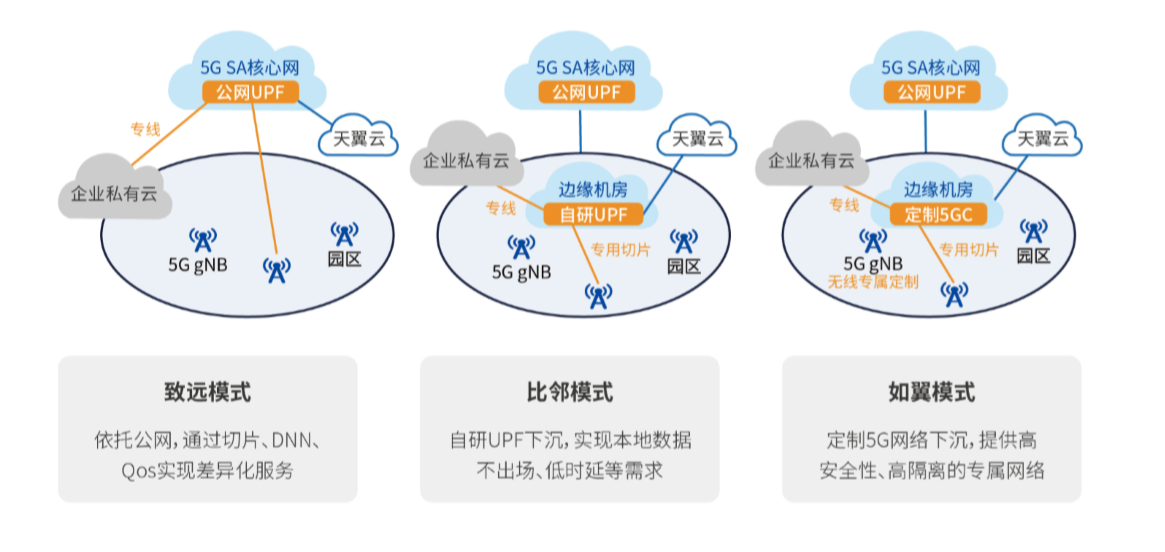 5G SA核心网
公网UPF
专线
天翼云
企业私有云
5G gNB
园区
5G SA核心网
公网UPF
天翼云
企业私有云
边缘机房
专线
自研UPF
专用切片
5G gNB
园区
5G SA核心网
公网UPF
天翼云
企业私有云
边缘机房
专线
定制5GC
专用切片
5G gNB
无线专属定制
园区
致远模式
依托公网,通过切片、DNN、
Qos实现差异化服务
比邻模式
自研UPF下沉,实现本地数据
不出场、低时延等需求
如翼模式
定制5G网络下沉,提供高
安全性、高隔离的专属网络